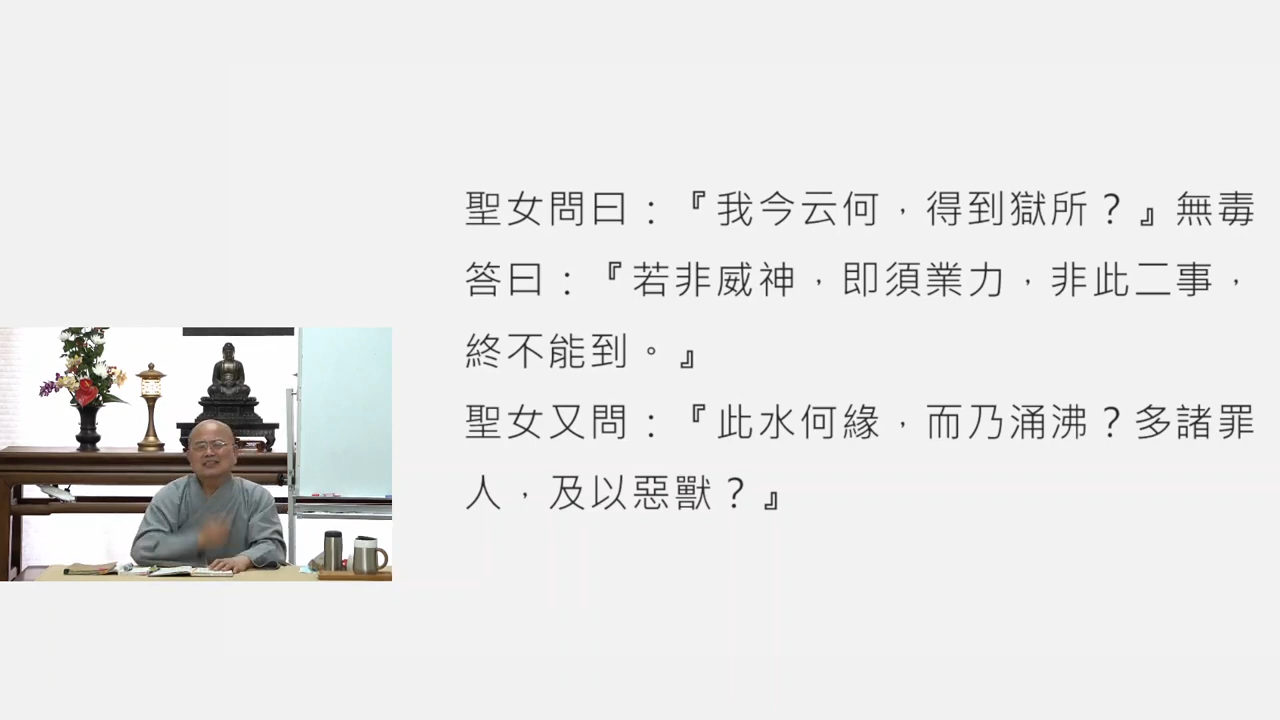 聖女問曰：『我今云何，得到獄所？』無毒
答曰：『若非威神，即須業力，非此二事，
終不能到。』
聖女又問：『此水何緣，而乃涌沸？多諸罪
人，及以惡獸？』